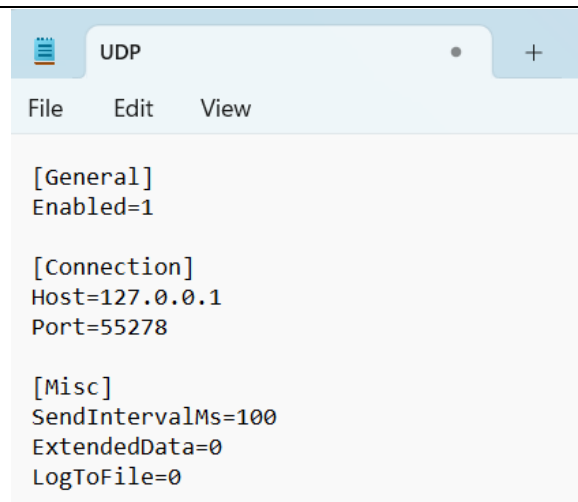 UDP
File Edit View
[General]
Enabled=1
[Connection]
Host=127.0.0.1
Port=55278
[Misc]
SendIntervalMs=100
ExtendedData=0
LogToFile=0